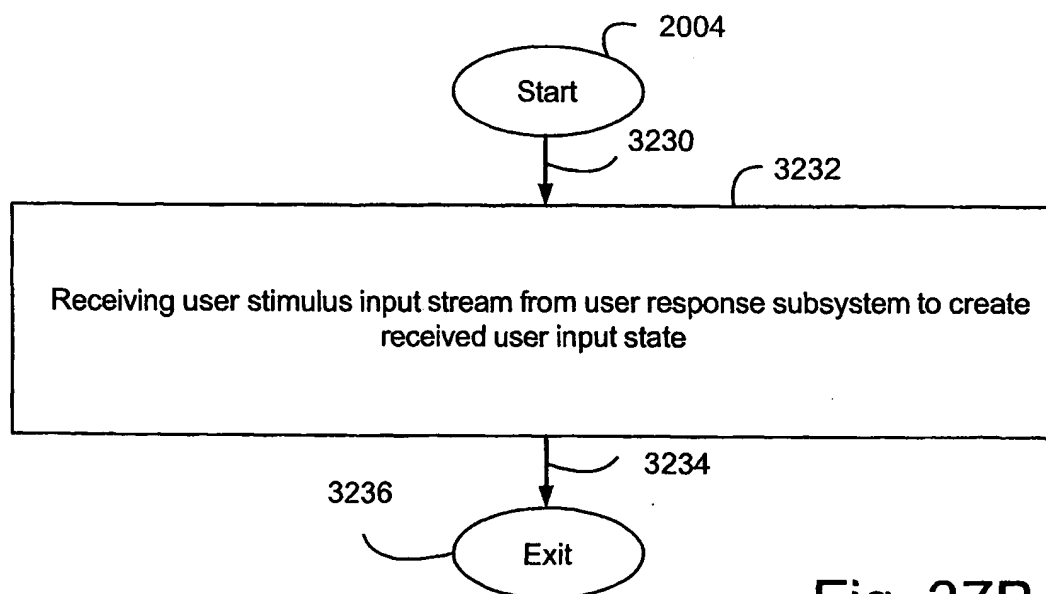 2004
Start
3230
3232
Receiving user stimulus input stream from user response subsystem to create
received user input state
3234
3236
Exit